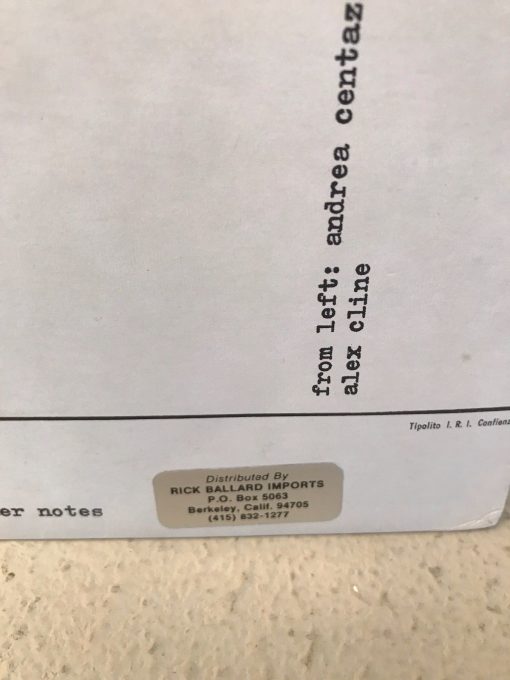 from left: andrea centaz
alex cline
Tipolito I. R. I. Confienz
er notes
Distributed By
RICK BALLARD IMPORTS
P.O. Box 5063
Berkeley, Calif. 94705
(415) 832-1277